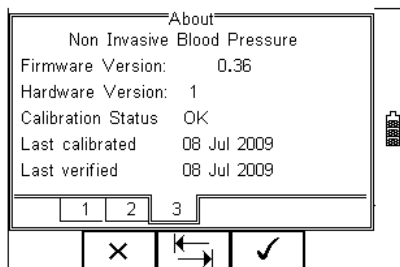 About
Non Invasive Blood Pressure
Firmware Version: 0.36
Hardware Version: 1
Calibration Status OK
Last calibrated 08 Jul 2009
Last verified 08 Jul 2009
1 2 3